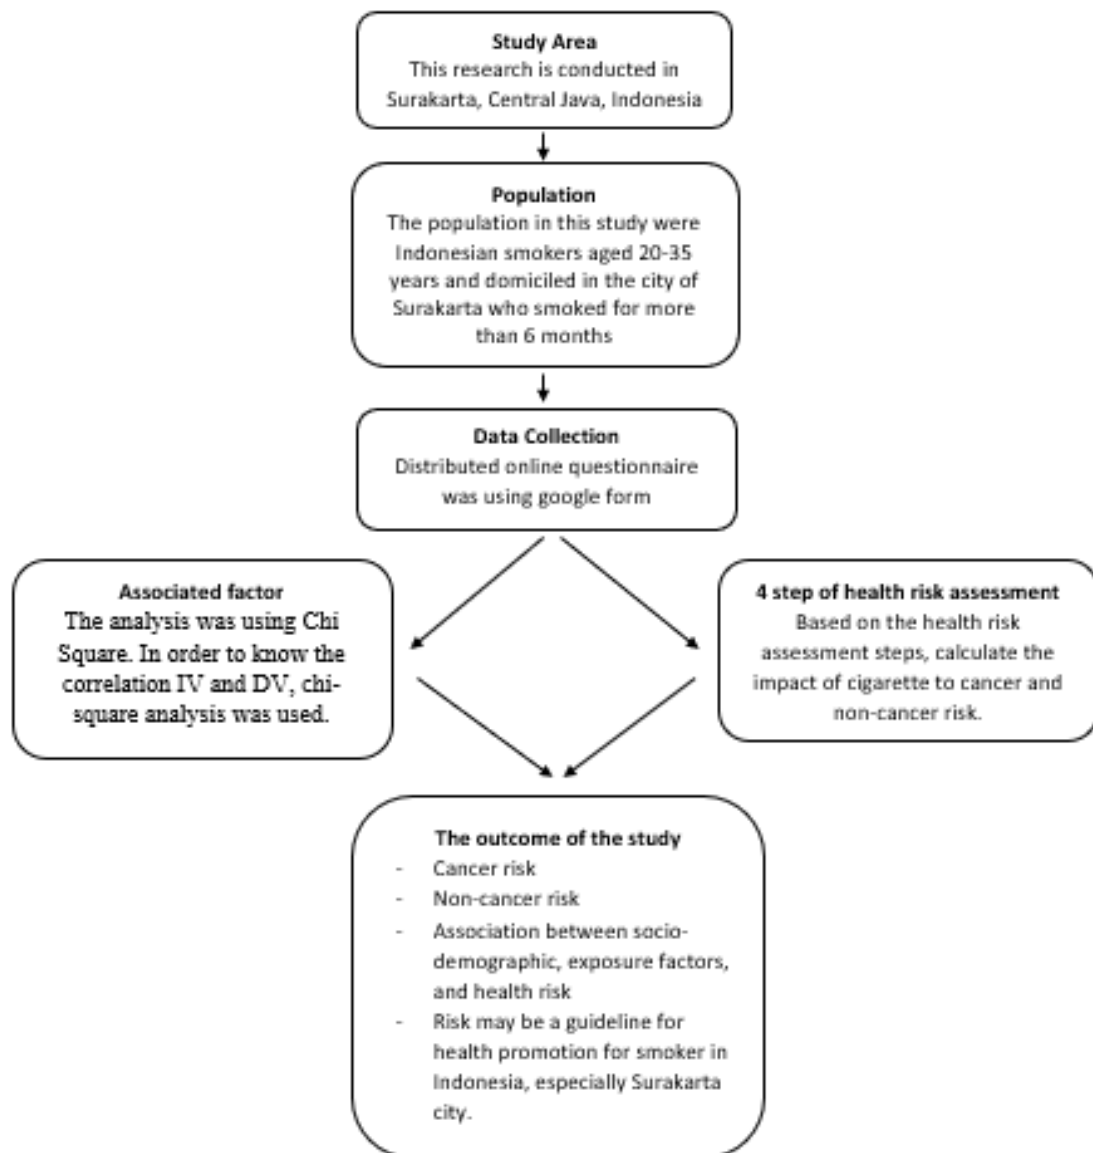 Study Area
This research is conducted in
Surakarta, Central Java, Indonesia
Population
The population in this study were
Indonesian smokers aged 20-35
years and domiciled in the city of
Surakarta who smoked for more
than 6 months
Data Collection
Distributed online questionnaire
was using google form
Associated factor
The analysis was using Chi
Square. In order to know the
correlation IV and DV, chi-
square analysis was used.
4 step of health risk assessment
Based on the health risk
assessment steps, calculate the
impact of cigarette to cancer and
non-cancer risk.
The outcome of the study
- Cancer risk
- Non-cancer risk
- Association between socio-
demographic, exposure factors,
and health risk
- Risk may be a guideline for
health promotion for smoker in
Indonesia, especially Surakarta
city.